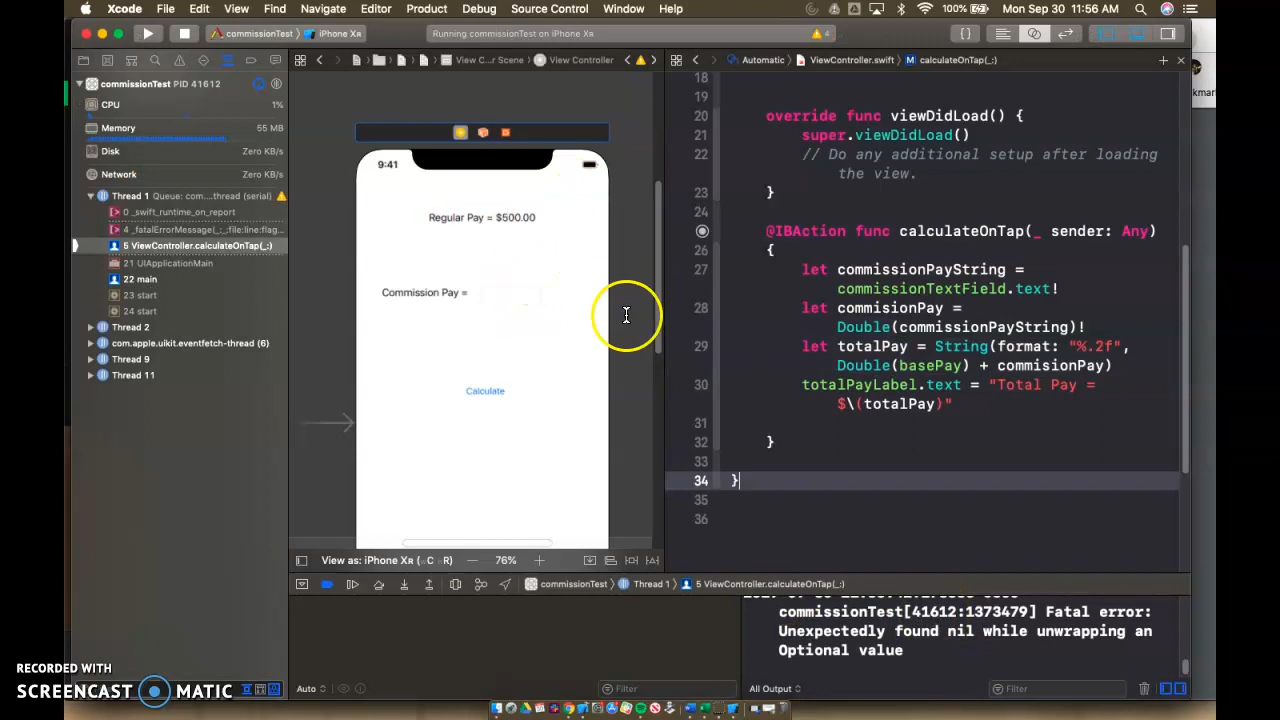 Xcode File Edit View Find Navigate Editor Product Debug Source Control Window Help 100% Mon Sep 30 11:56 AM
commissionTest iPhone XR Running commissionTest on iPhone XR 4
commissionTest PID 41612
CPU 1%
Memory 55 MB
Disk Zero KB/s
Network Zero KB/s
Thread 1 Queue: com....thread (serial)
0 _swift_runtime_on_report
4 _fatalErrorMessage(_:_:file:line:flag...
5 ViewController.calculateOnTap(_:)
21 UIApplicationMain
22 main
23 start
24 start
Thread 2
com.apple.uikit.eventfetch-thread (6)
Thread 9
Thread 11
View C...r Scene View Controller
9:41
Regular Pay = $500.00
Commission Pay =
Calculate
View as: iPhone XR (wC hR) 76%
Automatic ViewController.swift M calculateOnTap(_:)
18
19
20 override func viewDidLoad() {
21 super.viewDidLoad()
22 // Do any additional setup after loading
the view.
23 }
24
@IBAction func calculateOnTap(_ sender: Any)
26 {
27 let commissionPayString =
commissionTextField.text!
28 let commisionPay =
Double(commissionPayString)!
29 let totalPay = String(format: "%.2f",
Double(basePay) + commisionPay)
30 totalPayLabel.text = "Total Pay =
$\(totalPay)"
31
32 }
33
34 }
35
36
commissionTest Thread 1 5 ViewController.calculateOnTap(_:)
commissionTest[41612:1373479] Fatal error:
Unexpectedly found nil while unwrapping an
Optional value
Auto Filter All Output Filter
RECORDED WITH
SCREENCAST MATIC